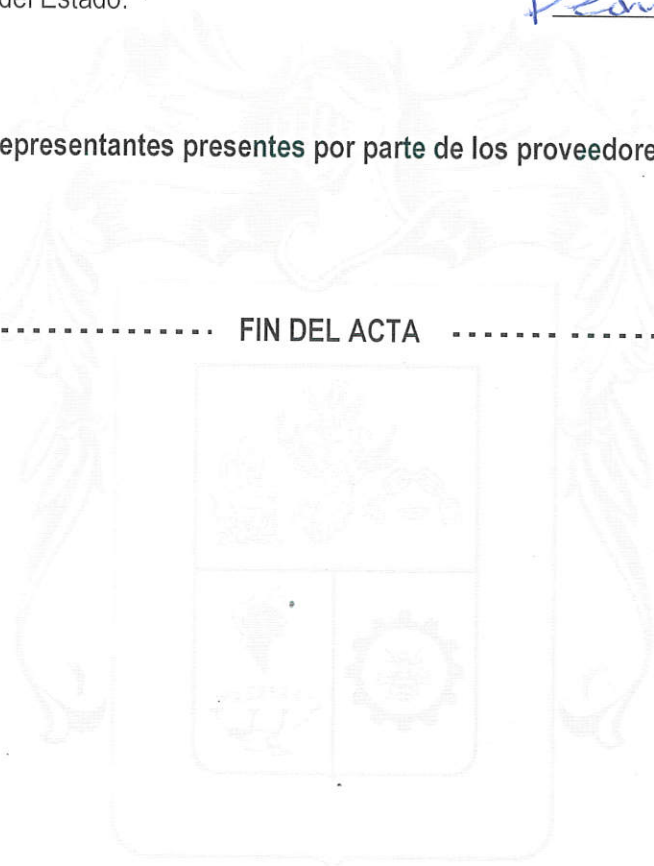 del Estado.
epresentantes presentes por parte de los proveedore
- - - - - - - - - - - - - - FIN DEL ACTA - - - - - - - - - - - - - -